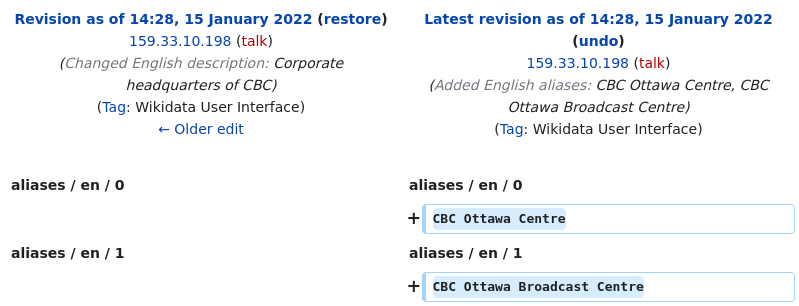 Revision as of 14:28, 15 January 2022 (restore)
159.33.10.198 (talk)
(Changed English description: Corporate
headquarters of CBC)
(Tag: Wikidata User Interface)
← Older edit
Latest revision as of 14:28, 15 January 2022
(undo)
159.33.10.198 (talk)
(Added English aliases: CBC Ottawa Centre, CBC
Ottawa Broadcast Centre)
(Tag: Wikidata User Interface)
aliases / en / 0
aliases / en / 0
+ CBC Ottawa Centre
aliases / en / 1
aliases / en / 1
+ CBC Ottawa Broadcast Centre